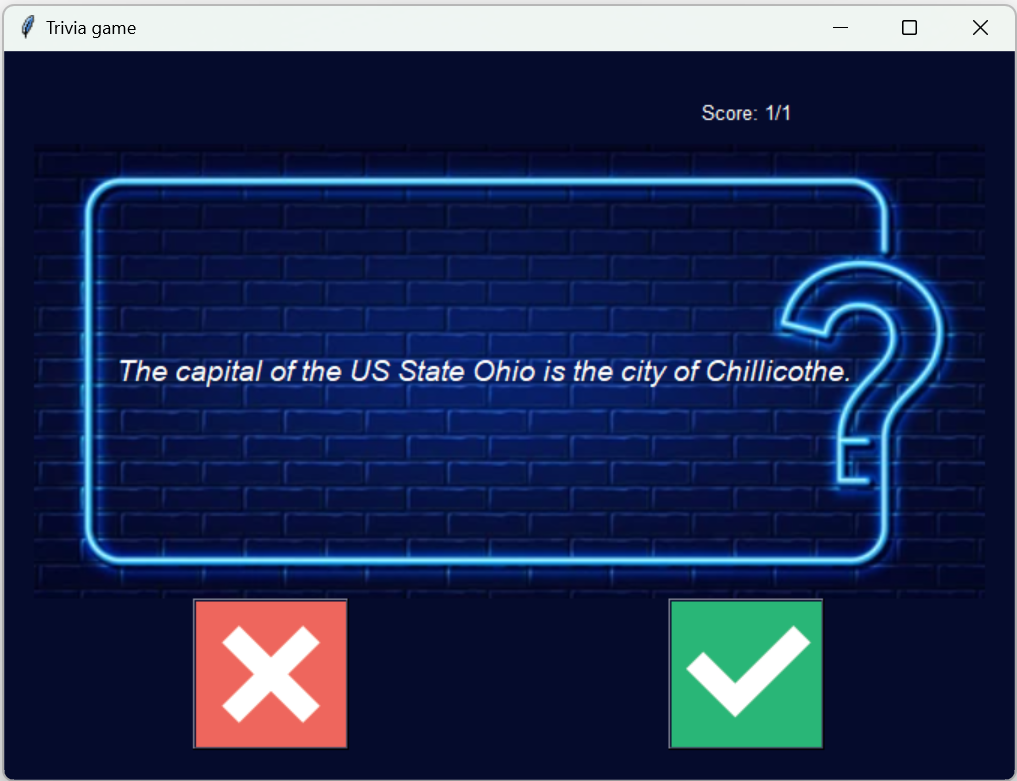 Trivia game
Score: 1/1
The capital of the US State Ohio is the city of Chillicothe.